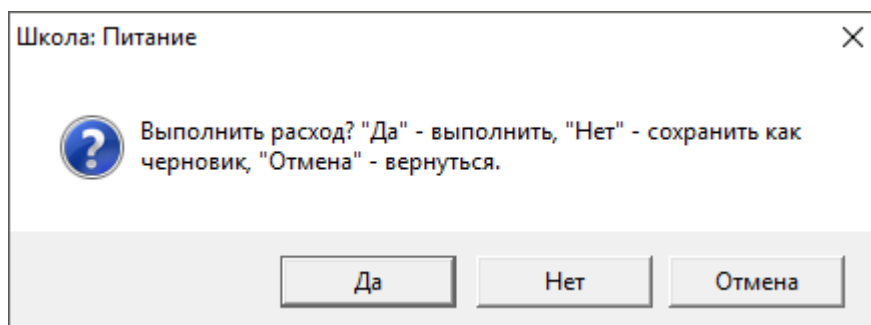 Школа: Питание
Выполнить расход? "Да" - выполнить, "Нет" - сохранить как
черновик, "Отмена" - вернуться.
Да
Нет
Отмена